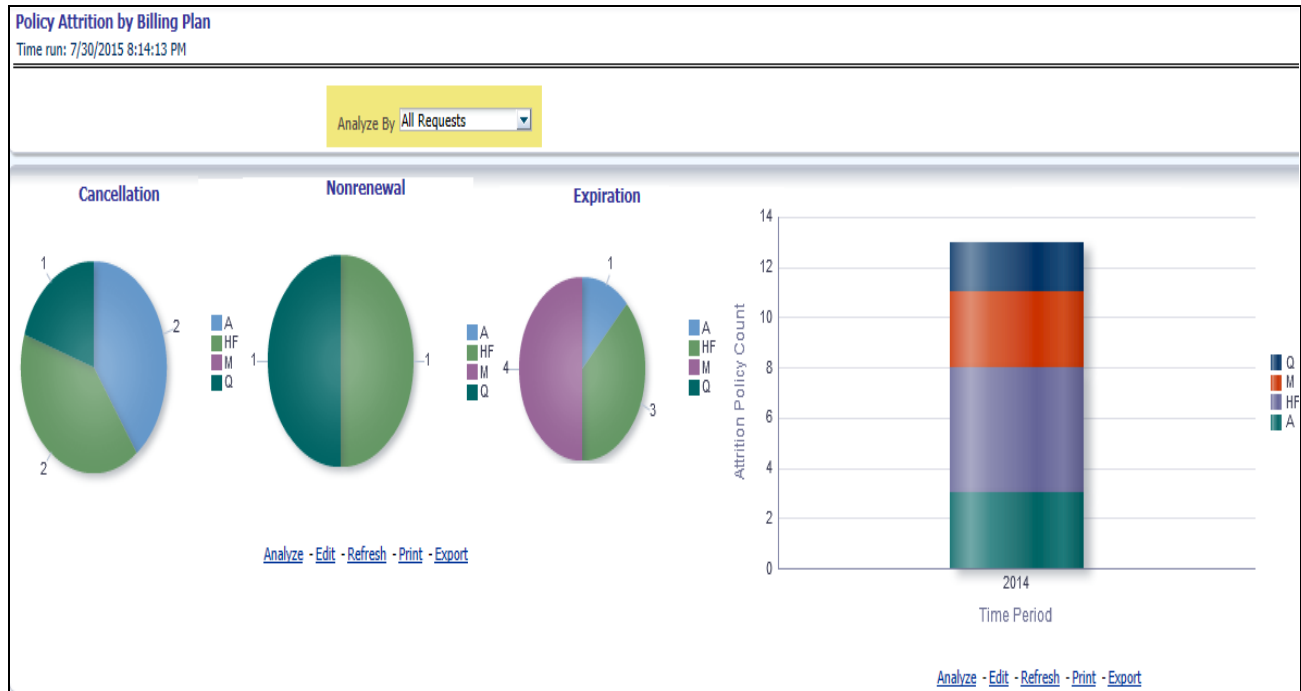 Policy Attrition by Billing Plan
Time run: 7/30/2015 8:14:13 PM
Analyze By All Requests
Cancellation
1
2
2
A
HF
M
Q
Nonrenewal
1
1
A
HF
M
Q
Expiration
1
4
3
A
HF
M
Q
Analyze - Edit - Refresh - Print - Export
Attrition Policy Count
14
12
10
8
6
4
2
0
2014
Time Period
Q
M
HF
A
Analyze - Edit - Refresh - Print - Export